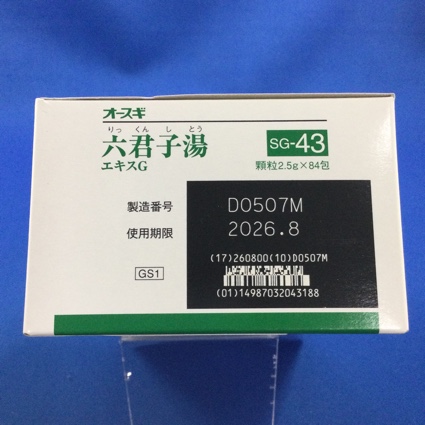 オースギ
りっ くん し とう
六君子湯
エキスG
SG-43
顆粒2.5g×84包
製造番号 D0507M
使用期限 2026.8
(17)260800(10)D0507M
GS1
(01)14987032043188